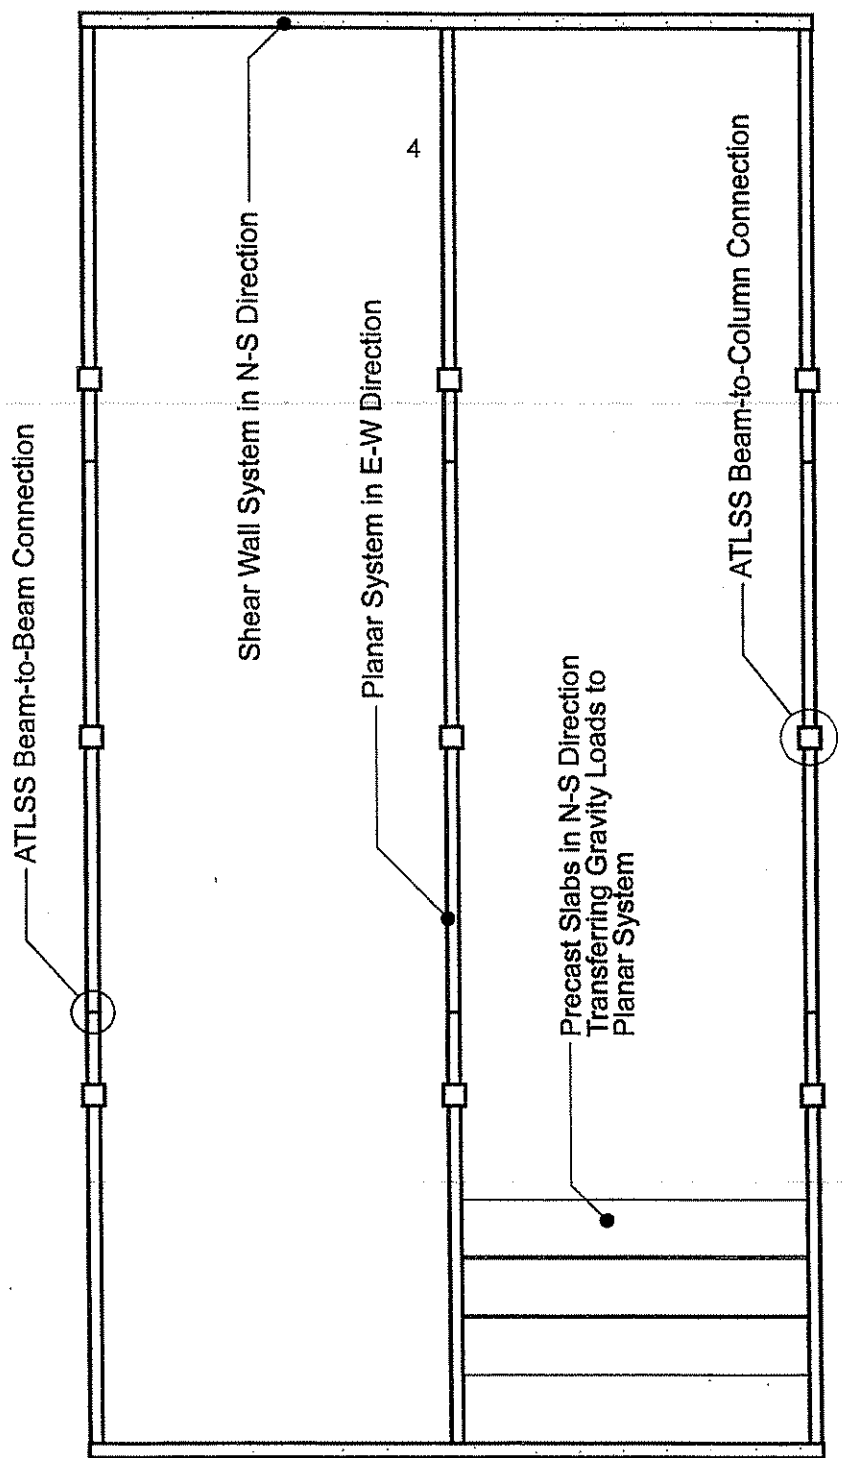 ATLSS Beam-to-Beam Connection
Shear Wall System in N-S Direction
Planar System in E-W Direction
4
Precast Slabs in N-S Direction
Transferring Gravity Loads to
Planar System
ATLSS Beam-to-Column Connection